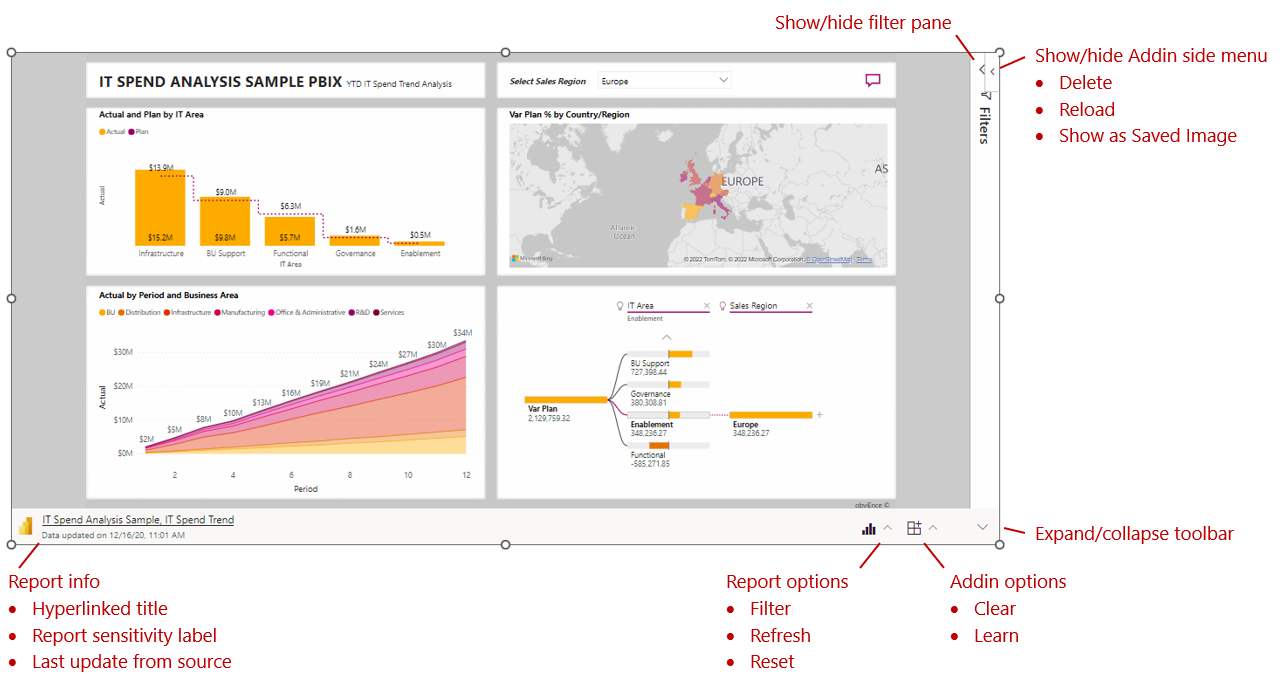 Show/hide filter pane
Show/hide Addin side menu
Delete
Reload
Show as Saved Image
IT SPEND ANALYSIS SAMPLE PBIX YTD IT Spend Trend Analysis
Select Sales Region Europe
Filters
Actual and Plan by IT Area
Actual Plan
Actual
$13.9M
$9.0M
$6.3M
$1.6M
$0.5M
$15.2M
$9.8M
$5.7M
Infrastructure BU Support Functional Governance Enablement
IT Area
Var Plan % by Country/Region
EUROPE
AS
Atlantic
Ocean
Microsoft Bing
© 2022 TomTom, © 2022 Microsoft Corporation, © OpenStreetMap Terms
Actual by Period and Business Area
BU Distribution Infrastructure Manufacturing Office & Administrative R&D Services
Actual
$30M
$20M
$10M
$0M
$2M
$5M
$8M
$10M
$13M
$16M
$19M
$21M
$24M
$27M
$30M
$34M
2 4 6 8 10 12
Period
IT Area × Sales Region ×
Enablement
BU Support
727,398.44
Governance
380,308.81
Var Plan
2,129,759.32
Enablement
348,236.27
Europe
348,236.27
+
Functional
-585,271.85
obviEnce ©
IT Spend Analysis Sample, IT Spend Trend
Data updated on 12/16/20, 11:01 AM
Expand/collapse toolbar
Report info
Hyperlinked title
Report sensitivity label
Last update from source
Report options
Filter
Refresh
Reset
Addin options
Clear
Learn